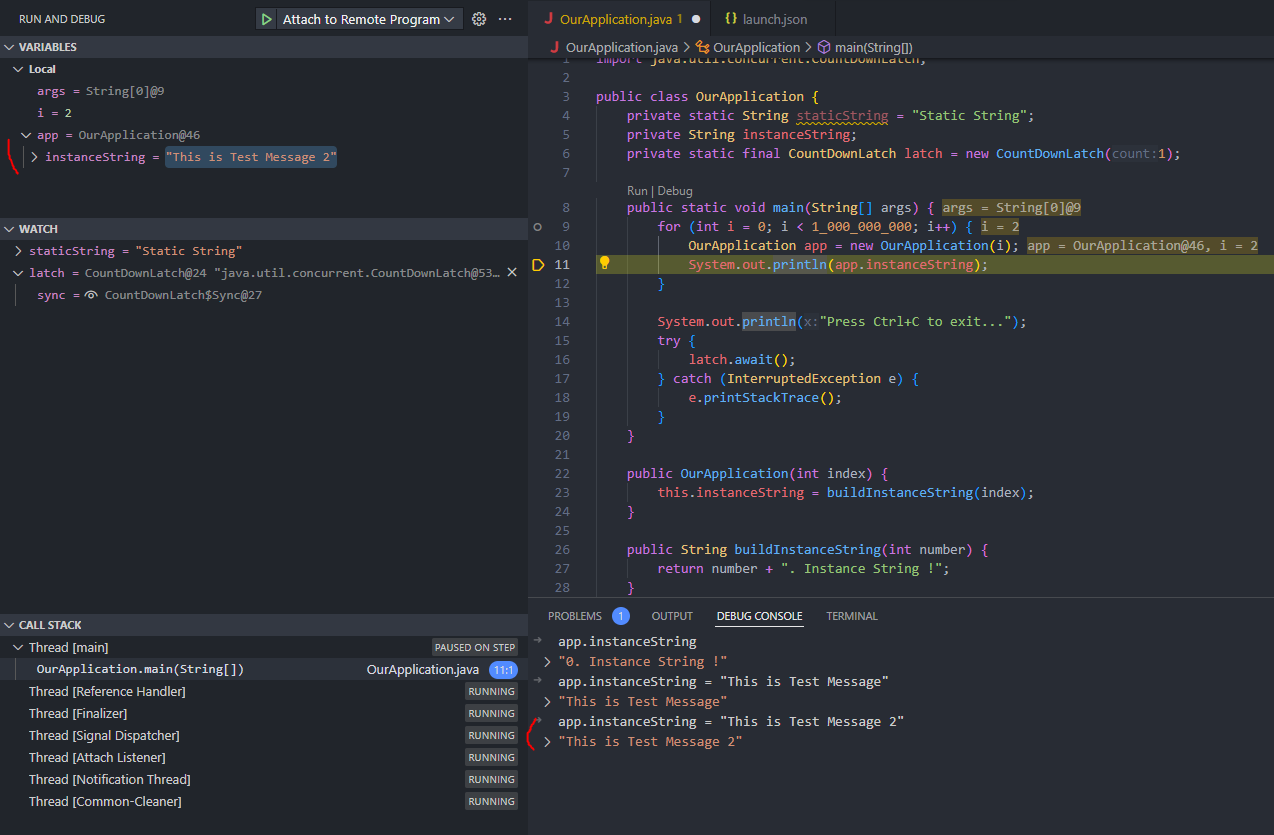 RUN AND DEBUG
Attach to Remote Program
VARIABLES
Local
args = String[0]@9
i = 2
app = OurApplication@46
instanceString = "This is Test Message 2"
WATCH
staticString = "Static String"
latch = CountDownLatch@24 "java.util.concurrent.CountDownLatch@53…
sync = CountDownLatch$Sync@27
CALL STACK
Thread [main] PAUSED ON STEP
OurApplication.main(String[]) OurApplication.java 11:1
Thread [Reference Handler] RUNNING
Thread [Finalizer] RUNNING
Thread [Signal Dispatcher] RUNNING
Thread [Attach Listener] RUNNING
Thread [Notification Thread] RUNNING
Thread [Common-Cleaner] RUNNING
J OurApplication.java 1 {} launch.json
J OurApplication.java > OurApplication > main(String[])
1 import java.util.concurrent.CountDownLatch;
2
3 public class OurApplication {
4 private static String staticString = "Static String";
5 private String instanceString;
6 private static final CountDownLatch latch = new CountDownLatch(count:1);
7
Run | Debug
8 public static void main(String[] args) { args = String[0]@9
9 for (int i = 0; i < 1_000_000_000; i++) { i = 2
10 OurApplication app = new OurApplication(i); app = OurApplication@46, i = 2
11 System.out.println(app.instanceString);
12 }
13
14 System.out.println(x:"Press Ctrl+C to exit...");
15 try {
16 latch.await();
17 } catch (InterruptedException e) {
18 e.printStackTrace();
19 }
20 }
21
22 public OurApplication(int index) {
23 this.instanceString = buildInstanceString(index);
24 }
25
26 public String buildInstanceString(int number) {
27 return number + ". Instance String !";
28 }
PROBLEMS 1 OUTPUT DEBUG CONSOLE TERMINAL
app.instanceString
"0. Instance String !"
app.instanceString = "This is Test Message"
"This is Test Message"
app.instanceString = "This is Test Message 2"
"This is Test Message 2"